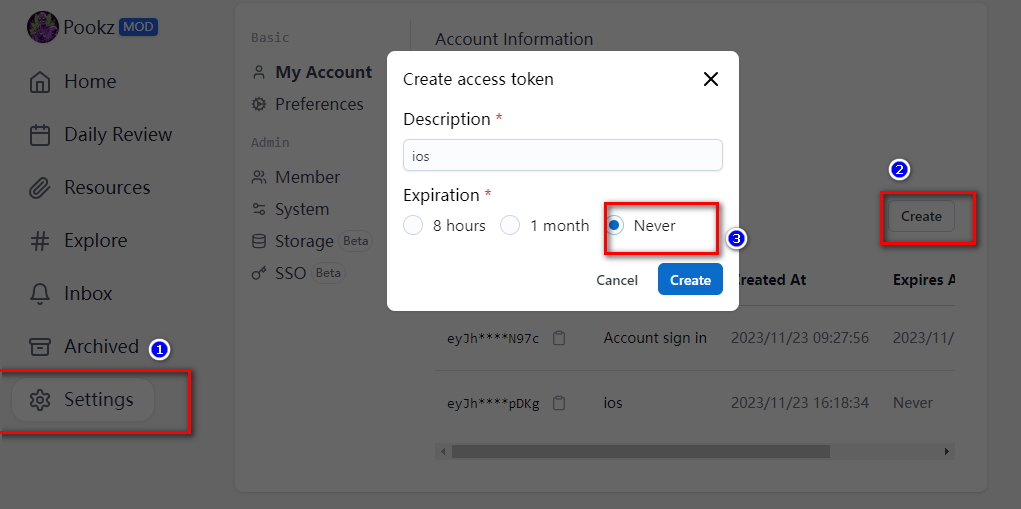 Pookz MOD
Home
Daily Review
Resources
Explore
Inbox
Archived
1
Settings
Basic
My Account
Preferences
Admin
Member
System
Storage Beta
SSO Beta
Account Information
Create access token
Description *
ios
Expiration *
8 hours 1 month Never
3
Cancel Create
2
Create
reated At Expires A
eyJh****N97c Account sign in 2023/11/23 09:27:56 2023/11/
eyJh****pDKg ios 2023/11/23 16:18:34 Never